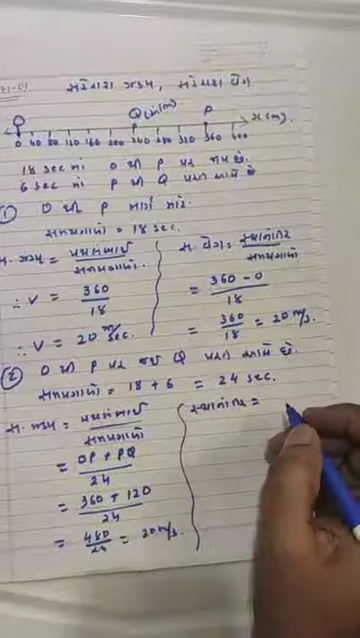 સરેરાશ ઝડપ, સરેરાશ વેગ
Q P
0 40 80 120 160 200 240 280 320 360 400 x(m).
18 sec માં O થી P પર જાય છે.
6 sec માં P થી Q પરત આવે છે
(1) O થી P માર્ગ માટે
સમયગાળો = 18 sec.
સ. ઝડપ = પથલંબાઈ / સમયગાળો
∴ V = 360 / 18
∴ V = 20 m/sec.
સ. વેગ = સ્થાનાંતર / સમયગાળો
= 360 - 0 / 18
= 360 / 18 = 20 m/s.
(2) O થી P પર જઈ Q પરત આવે છે.
સમયગાળો = 18 + 6 = 24 sec.
સ. ઝડપ = પથલંબાઈ / સમયગાળો
= OP + PQ / 24
= 360 + 120 / 24
= 480 / 24 = 20 m/s.
સ્થાનાંતર =